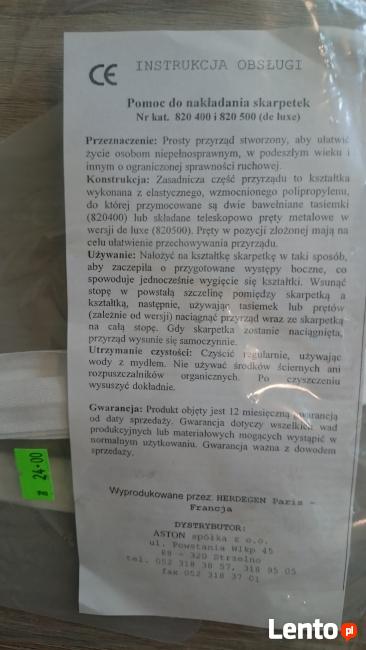 CE INSTRUKCJA OBSŁUGI
Pomoc do nakładania skarpetek
Nr kat. 820 400 i 820 500 (de luxe)
Przeznaczenie: Prosty przyrząd stworzony, aby ułatwić
życie osobom niepełnosprawnym, w podeszłym wieku i
innym o ograniczonej sprawności ruchowej.
Konstrukcja: Zasadnicza część przyrządu to kształtka
wykonana z elastycznego, wzmocnionego polipropylenu,
do której przymocowane są dwie bawełniane tasiemki
(820400) lub składane teleskopowo pręty metalowe w
wersji de luxe (820500). Pręty w pozycji złożonej mają na
celu ułatwienie przechowywania przyrządu.
Używanie: Nałożyć na kształtkę skarpetkę w taki sposób,
aby zaczepiła o przygotowane występy boczne, co
spowoduje jednocześnie wygięcie się kształtki. Wsunąć
stopę w powstałą szczelinę pomiędzy skarpetką a
kształtką, następnie, używając tasiemek lub prętów
(zależnie od wersji) naciągnąć przyrząd wraz ze skarpetką
na całą stopę. Gdy skarpetka zostanie naciągnięta,
przyrząd wysunie się samoczynnie.
Utrzymanie czystości: Czyścić regularnie, używając
wody z mydłem. Nie używać środków ściernych ani
rozpuszczalników organicznych. Po czyszczeniu
wysuszyć dokładnie.
Gwarancja: Produkt objęty jest 12 miesięczną gwarancją
od daty sprzedaży. Gwarancja dotyczy wszelkich wad
produkcyjnych lub materiałowych mogących wystąpić w
normalnym użytkowaniu. Gwarancja ważna z dowodem
sprzedaży.
24.00
Wyprodukowane przez: HERDEGEN Paris -
Francja
DYSTRYBUTOR:
ASTON spółka z o.o.
ul. Powstania Wlkp 45
88 - 320 Strzelno
tel. 052 318 38 57, 318 95 05
fax 052 318 37 01
Lento.pl